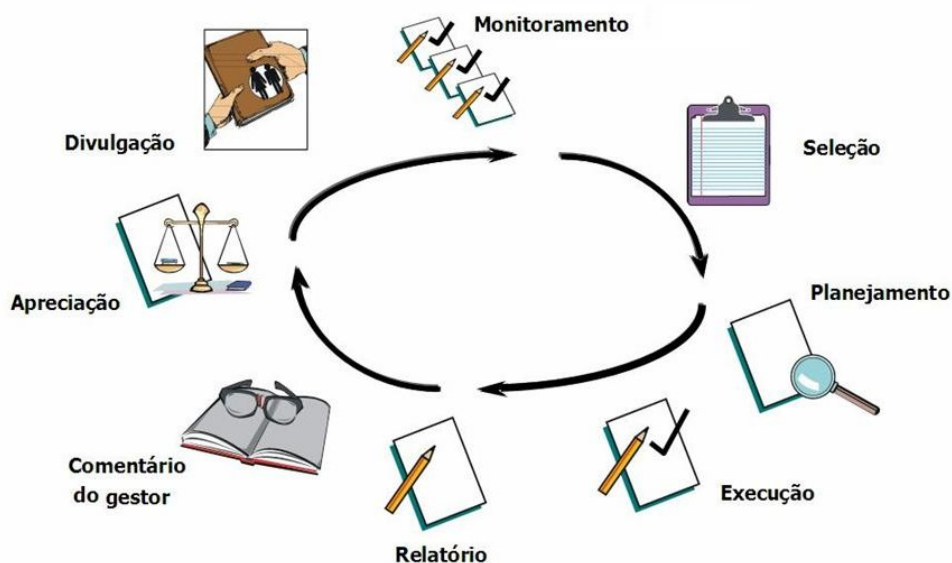 Monitoramento
Divulgação
Seleção
Apreciação
Planejamento
Comentário
do gestor
Execução
Relatório